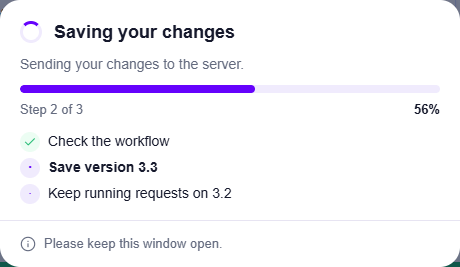 Saving your changes
Sending your changes to the server.
Step 2 of 3 56%
Check the workflow
Save version 3.3
Keep running requests on 3.2
Please keep this window open.